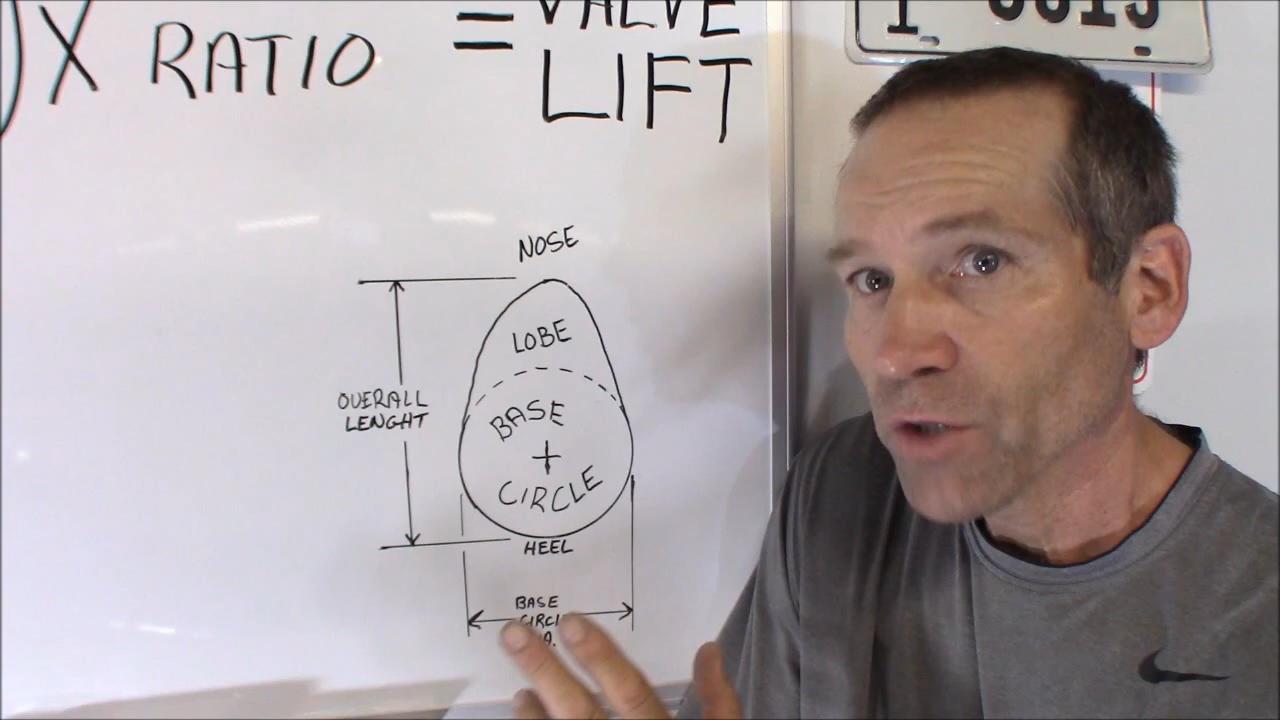 ) X RATIO = VALVE
LIFT
NOSE
LOBE
OVERALL
LENGHT
BASE
+
CIRCLE
HEEL
BASE